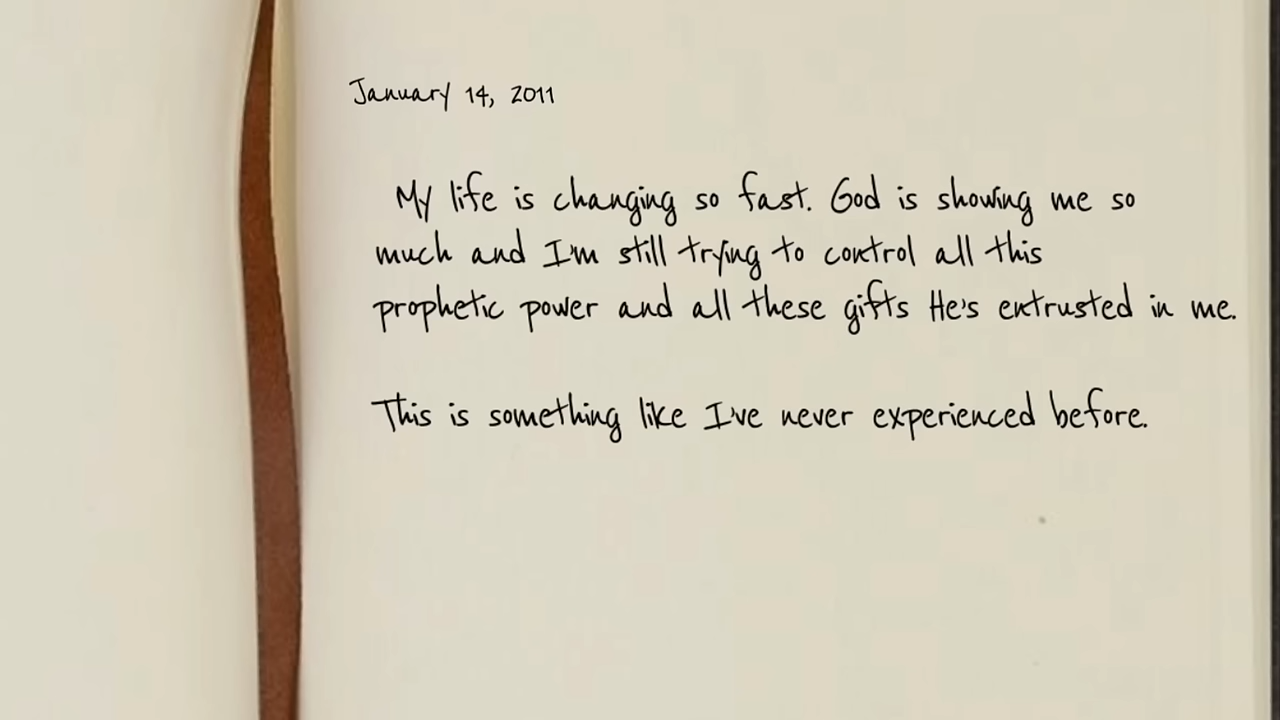 January 14, 2011
My life is changing so fast. God is showing me so
much and I'm still trying to control all this
prophetic power and all these gifts He's entrusted in me.
This is something like I've never experienced before.